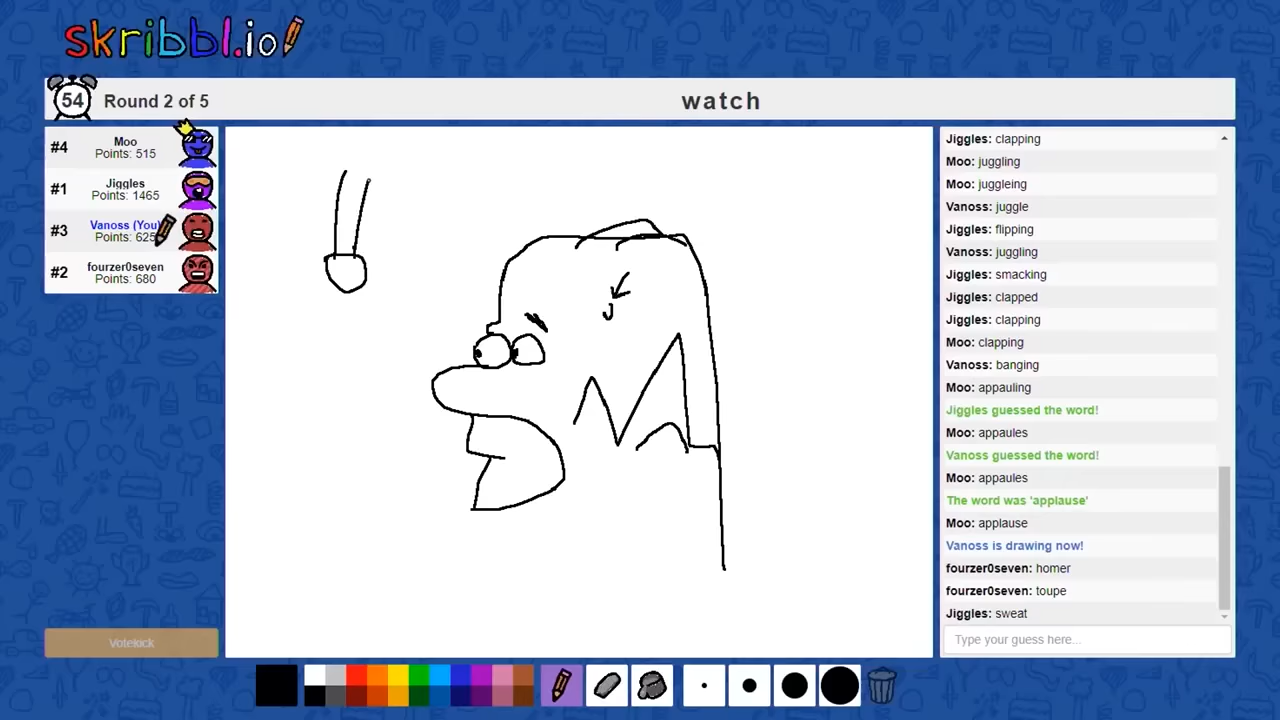 skribbl.io
54 Round 2 of 5
watch
#4 Moo
Points: 515
#1 Jiggles
Points: 1465
#3 Vanoss (You)
Points: 625
#2 fourzer0seven
Points: 680
Votekick
Jiggles: clapping
Moo: juggling
Moo: juggleing
Vanoss: juggle
Jiggles: flipping
Vanoss: juggling
Jiggles: smacking
Jiggles: clapped
Jiggles: clapping
Moo: clapping
Vanoss: banging
Moo: appauling
Jiggles guessed the word!
Moo: appaules
Vanoss guessed the word!
Moo: appaules
The word was 'applause'
Moo: applause
Vanoss is drawing now!
fourzer0seven: homer
fourzer0seven: toupe
Jiggles: sweat
Type your guess here...